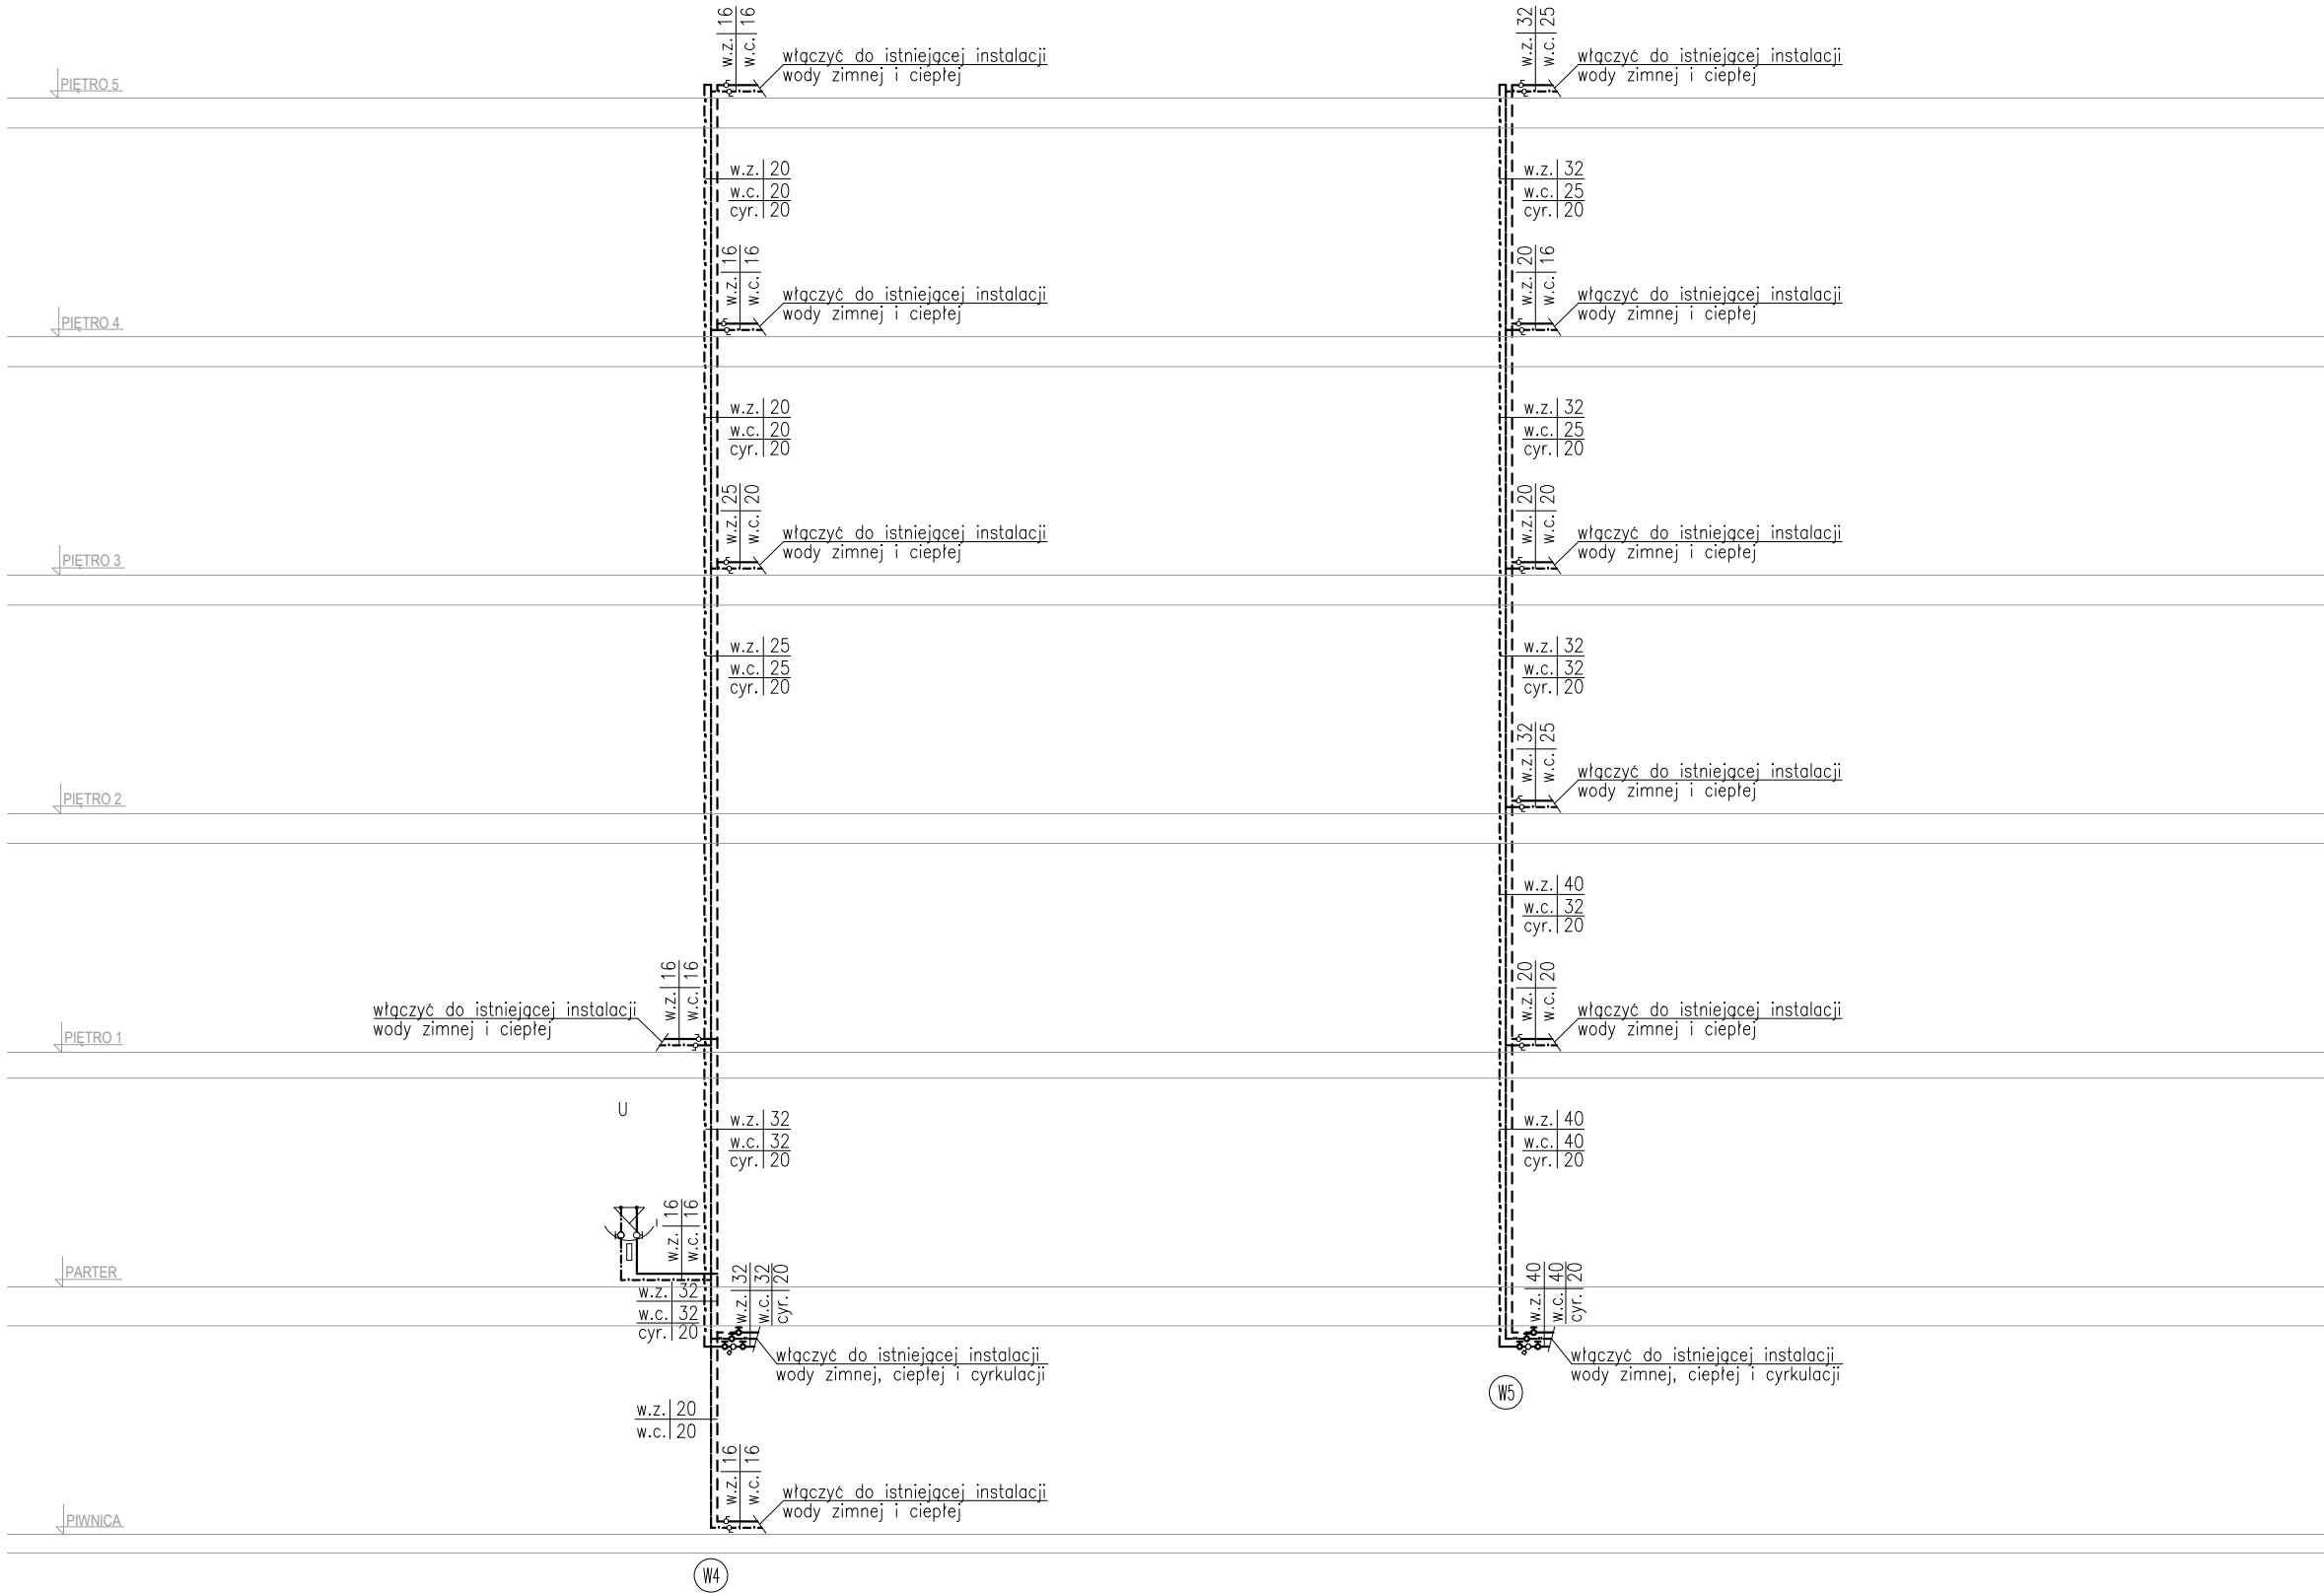 w.z. 16
w.c. 16
włączyć do istniejącej instalacji
wody zimnej i ciepłej
w.z. 32
w.c. 25
włączyć do istniejącej instalacji
wody zimnej i ciepłej
PIĘTRO 5
w.z. 20
w.c. 20
cyr. 20
w.z. 32
w.c. 25
cyr. 20
w.z. 16
w.c. 16
włączyć do istniejącej instalacji
wody zimnej i ciepłej
w.z. 20
w.c. 16
włączyć do istniejącej instalacji
wody zimnej i ciepłej
PIĘTRO 4
w.z. 20
w.c. 20
cyr. 20
w.z. 32
w.c. 25
cyr. 20
w.z. 25
w.c. 20
włączyć do istniejącej instalacji
wody zimnej i ciepłej
w.z. 20
w.c. 20
włączyć do istniejącej instalacji
wody zimnej i ciepłej
PIĘTRO 3
w.z. 25
w.c. 25
cyr. 20
w.z. 32
w.c. 32
cyr. 20
w.z. 32
w.c. 25
włączyć do istniejącej instalacji
wody zimnej i ciepłej
PIĘTRO 2
w.z. 40
w.c. 32
cyr. 20
w.z. 16
w.c. 16
włączyć do istniejącej instalacji
wody zimnej i ciepłej
w.z. 20
w.c. 20
włączyć do istniejącej instalacji
wody zimnej i ciepłej
PIĘTRO 1
U
w.z. 32
w.c. 32
cyr. 20
w.z. 40
w.c. 40
cyr. 20
w.z. 16
w.c. 16
PARTER
w.z. 32
w.c. 32
cyr. 20
w.z. 32
w.c. 32
cyr. 20
włączyć do istniejącej instalacji
wody zimnej, ciepłej i cyrkulacji
w.z. 40
w.c. 40
cyr. 20
włączyć do istniejącej instalacji
wody zimnej, ciepłej i cyrkulacji
W5
w.z. 20
w.c. 20
w.z. 16
w.c. 16
włączyć do istniejącej instalacji
wody zimnej i ciepłej
PIWNICA
W4